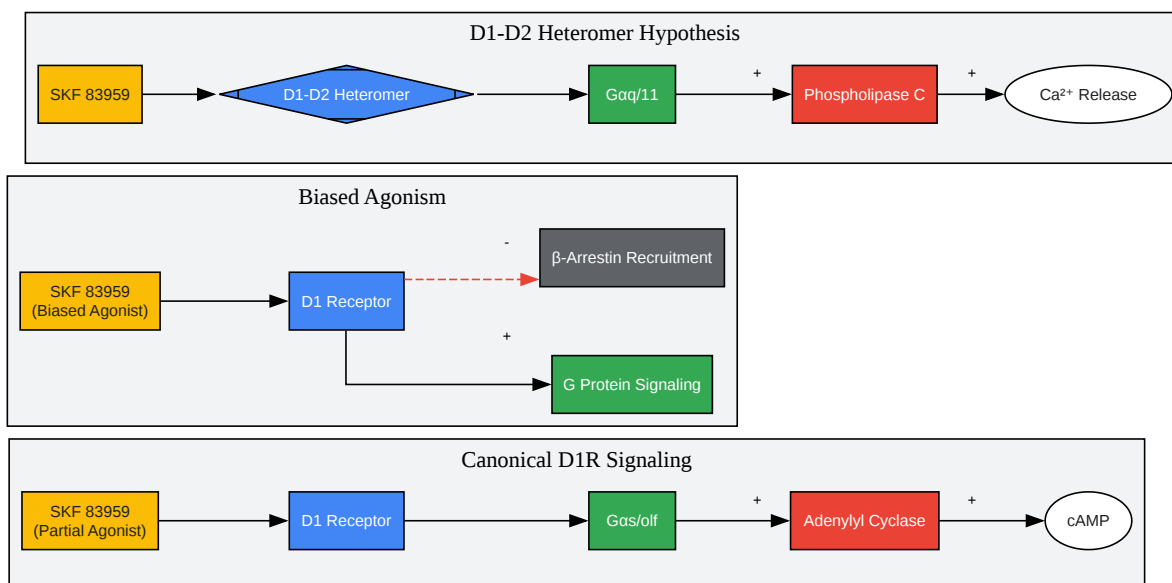 D1-D2 Heteromer Hypothesis
SKF 83959
D1-D2 Heteromer
Gαq/11
+
Phospholipase C
+
Ca²⁺ Release
Biased Agonism
-
β-Arrestin Recruitment
SKF 83959
(Biased Agonist)
D1 Receptor
+
G Protein Signaling
Canonical D1R Signaling
SKF 83959
(Partial Agonist)
D1 Receptor
Gαs/olf
+
Adenylyl Cyclase
+
cAMP